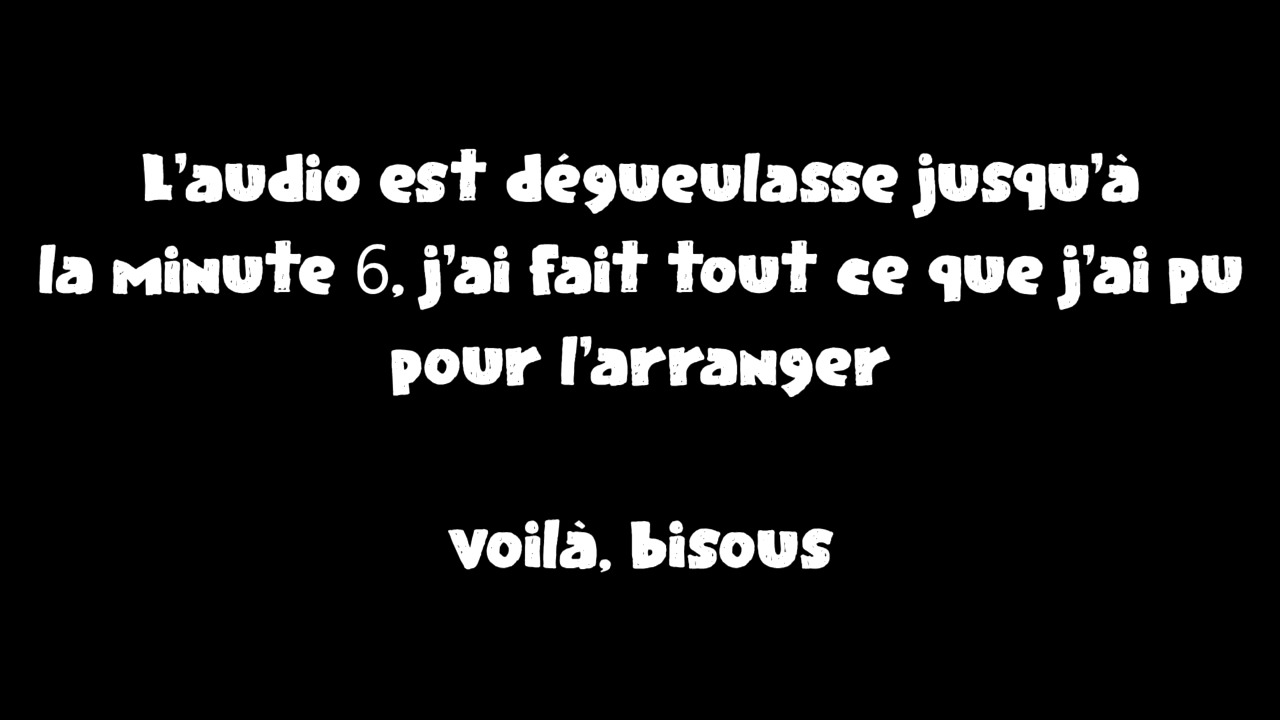 L'audio est dégueulasse jusqu'à
la minute 6, j'ai fait tout ce que j'ai pu
pour l'arranger
voilà, bisous